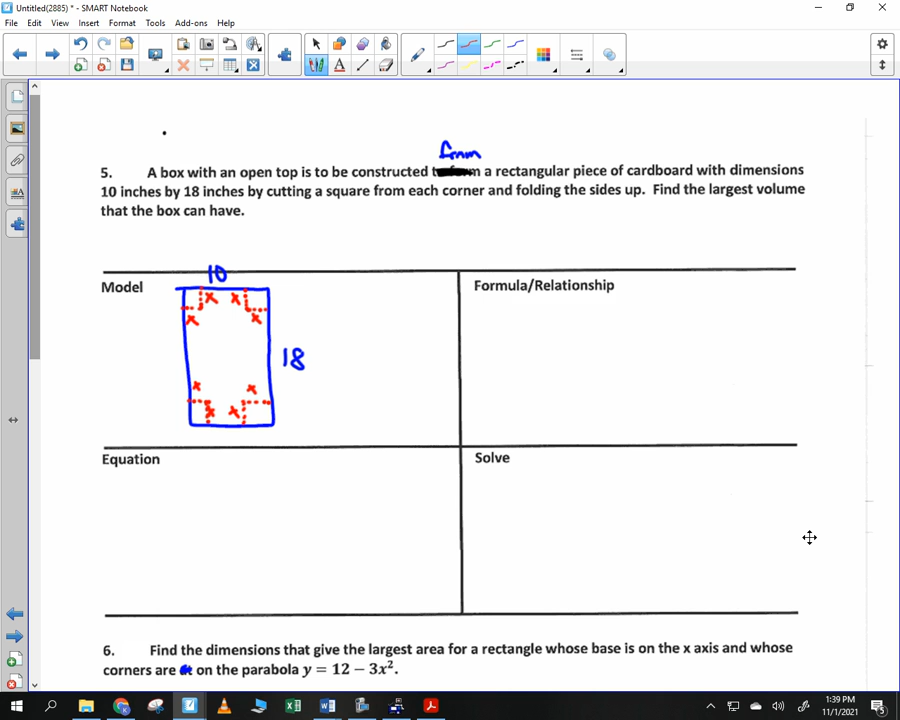 Untitled(2885) * - SMART Notebook
File Edit View Insert Format Tools Add-ons Help
from
5. A box with an open top is to be constructed a rectangular piece of cardboard with dimensions
10 inches by 18 inches by cutting a square from each corner and folding the sides up. Find the largest volume
that the box can have.
10
Model
Formula/Relationship
x x
x x
18
x x
x x
Equation
Solve
6. Find the dimensions that give the largest area for a rectangle whose base is on the x axis and whose
corners are on the parabola y = 12 − 3x².
1:39 PM
11/1/2021
5